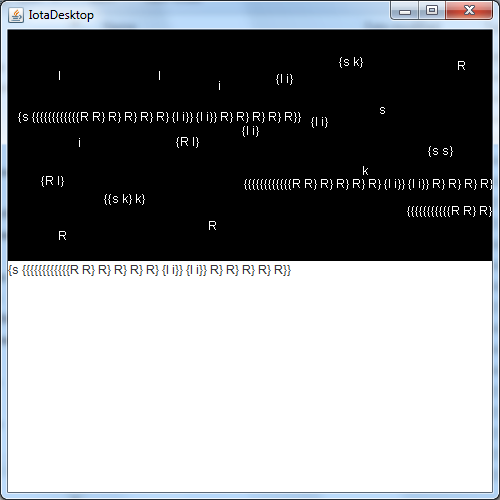 {s k}
R
I
I
{I i}
i
s
{s {{{{{{{{{{{{R R} R} R} R} R} {I i}} {I i}} R} R} R} R} R}}
{I i}
{I i}
i
{R I}
{s s}
k
{R I}
{{{{{{{{{{{{R R} R} R} R} R} {I i}} {I i}} R} R} R} R}
{{s k} k}
{{{{{{{{{{{R R} R}
R
R
{s {{{{{{{{{{{{R R} R} R} R} R} {I i}} {I i}} R} R} R} R} R}}
IotaDesktop